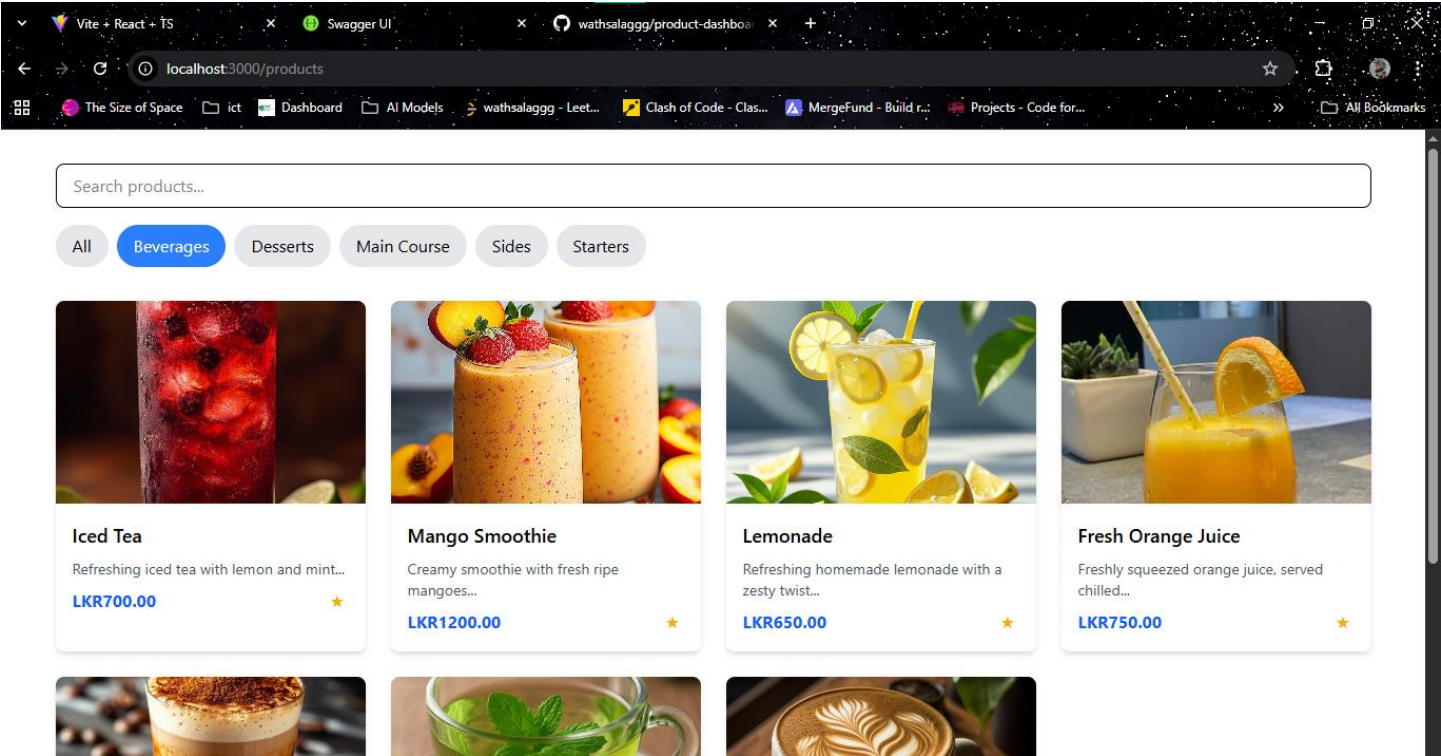 Vite + React + TS
Swagger UI
wathsalaggg/product-dashboa
localhost:3000/products
The Size of Space
ict
Dashboard
AI Models
wathsalaggg - Leet...
Clash of Code - Clas...
MergeFund - Build r...
Projects - Code for...
All Bookmarks
Search products...
All
Beverages
Desserts
Main Course
Sides
Starters
Iced Tea
Refreshing iced tea with lemon and mint...
LKR700.00
Mango Smoothie
Creamy smoothie with fresh ripe
mangoes...
LKR1200.00
Lemonade
Refreshing homemade lemonade with a
zesty twist...
LKR650.00
Fresh Orange Juice
Freshly squeezed orange juice, served
chilled...
LKR750.00